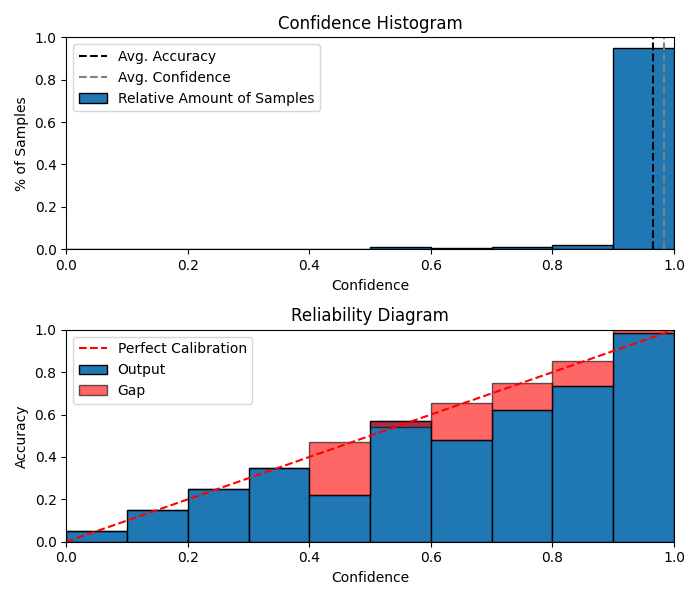 Confidence Histogram
1.0
0.8
0.6
0.4
0.2
0.0
% of Samples
Avg. Accuracy
Avg. Confidence
Relative Amount of Samples
0.0 0.2 0.4 0.6 0.8 1.0
Confidence
Reliability Diagram
1.0
0.8
0.6
0.4
0.2
0.0
Accuracy
Perfect Calibration
Output
Gap
0.0 0.2 0.4 0.6 0.8 1.0
Confidence